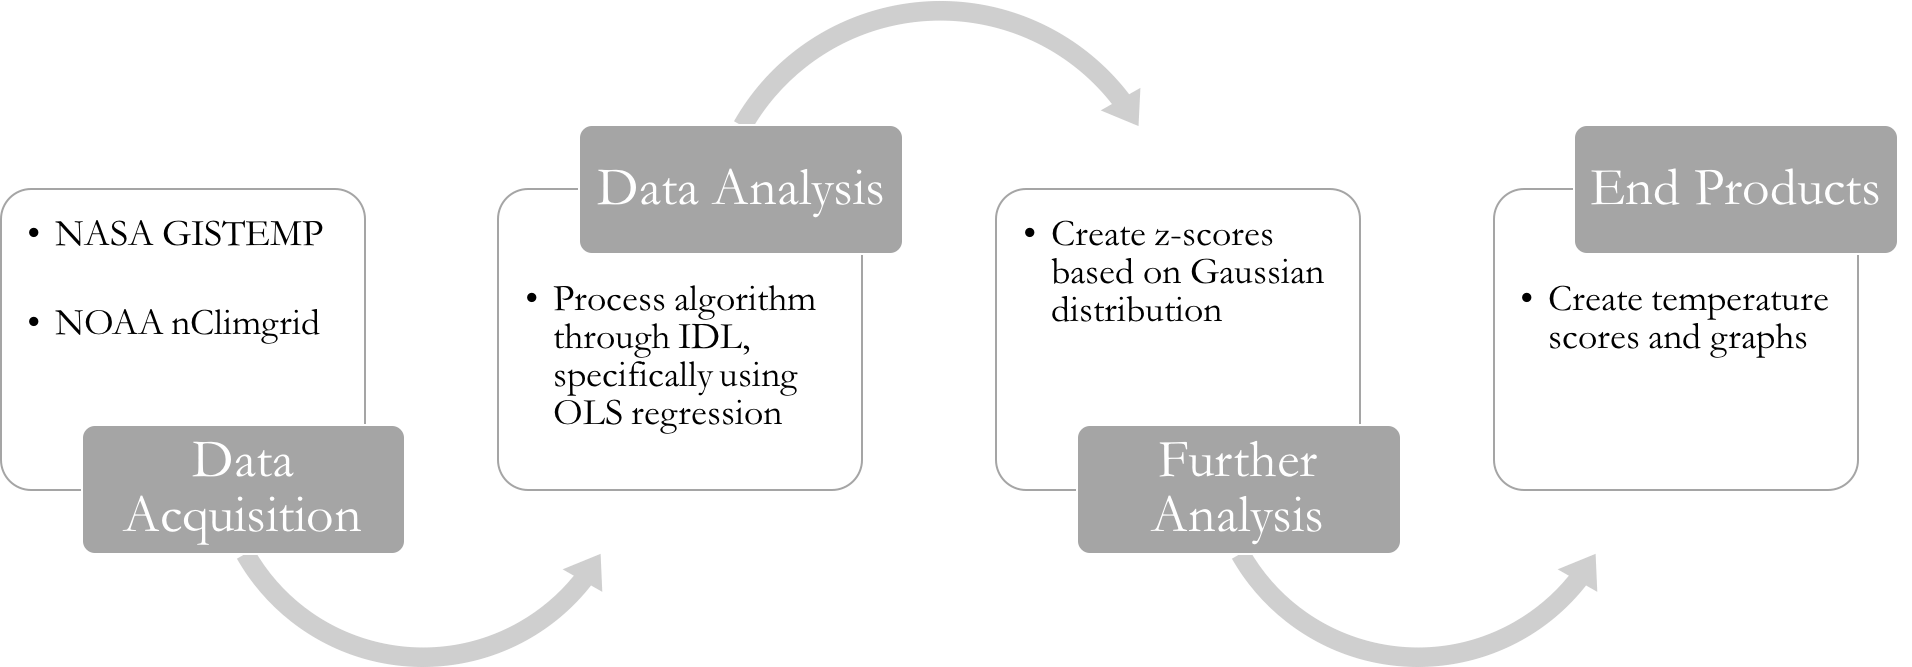 • NASA GISTEMP
• NOAA nClimgrid
Data
Acquisition
Data Analysis
• Process algorithm
through IDL,
specifically using
OLS regression
• Create z-scores
based on Gaussian
distribution
Further
Analysis
End Products
• Create temperature
scores and graphs